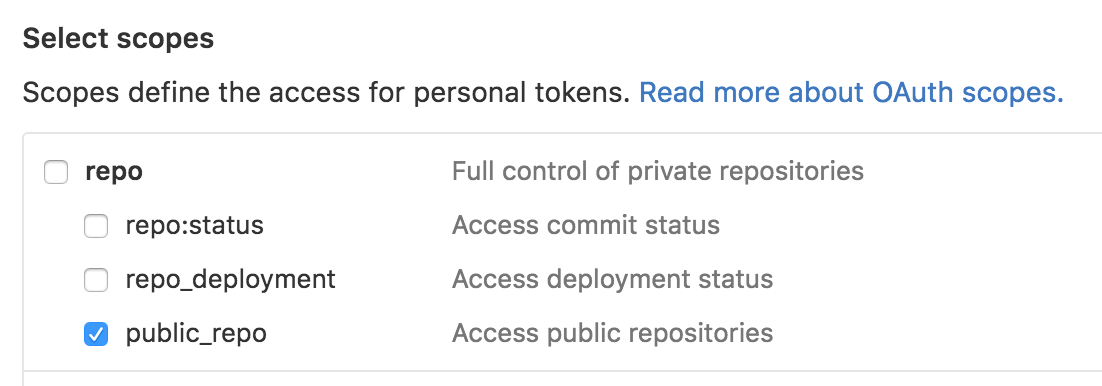 Select scopes
Scopes define the access for personal tokens. Read more about OAuth scopes.
repo Full control of private repositories
repo:status Access commit status
repo_deployment Access deployment status
public_repo Access public repositories